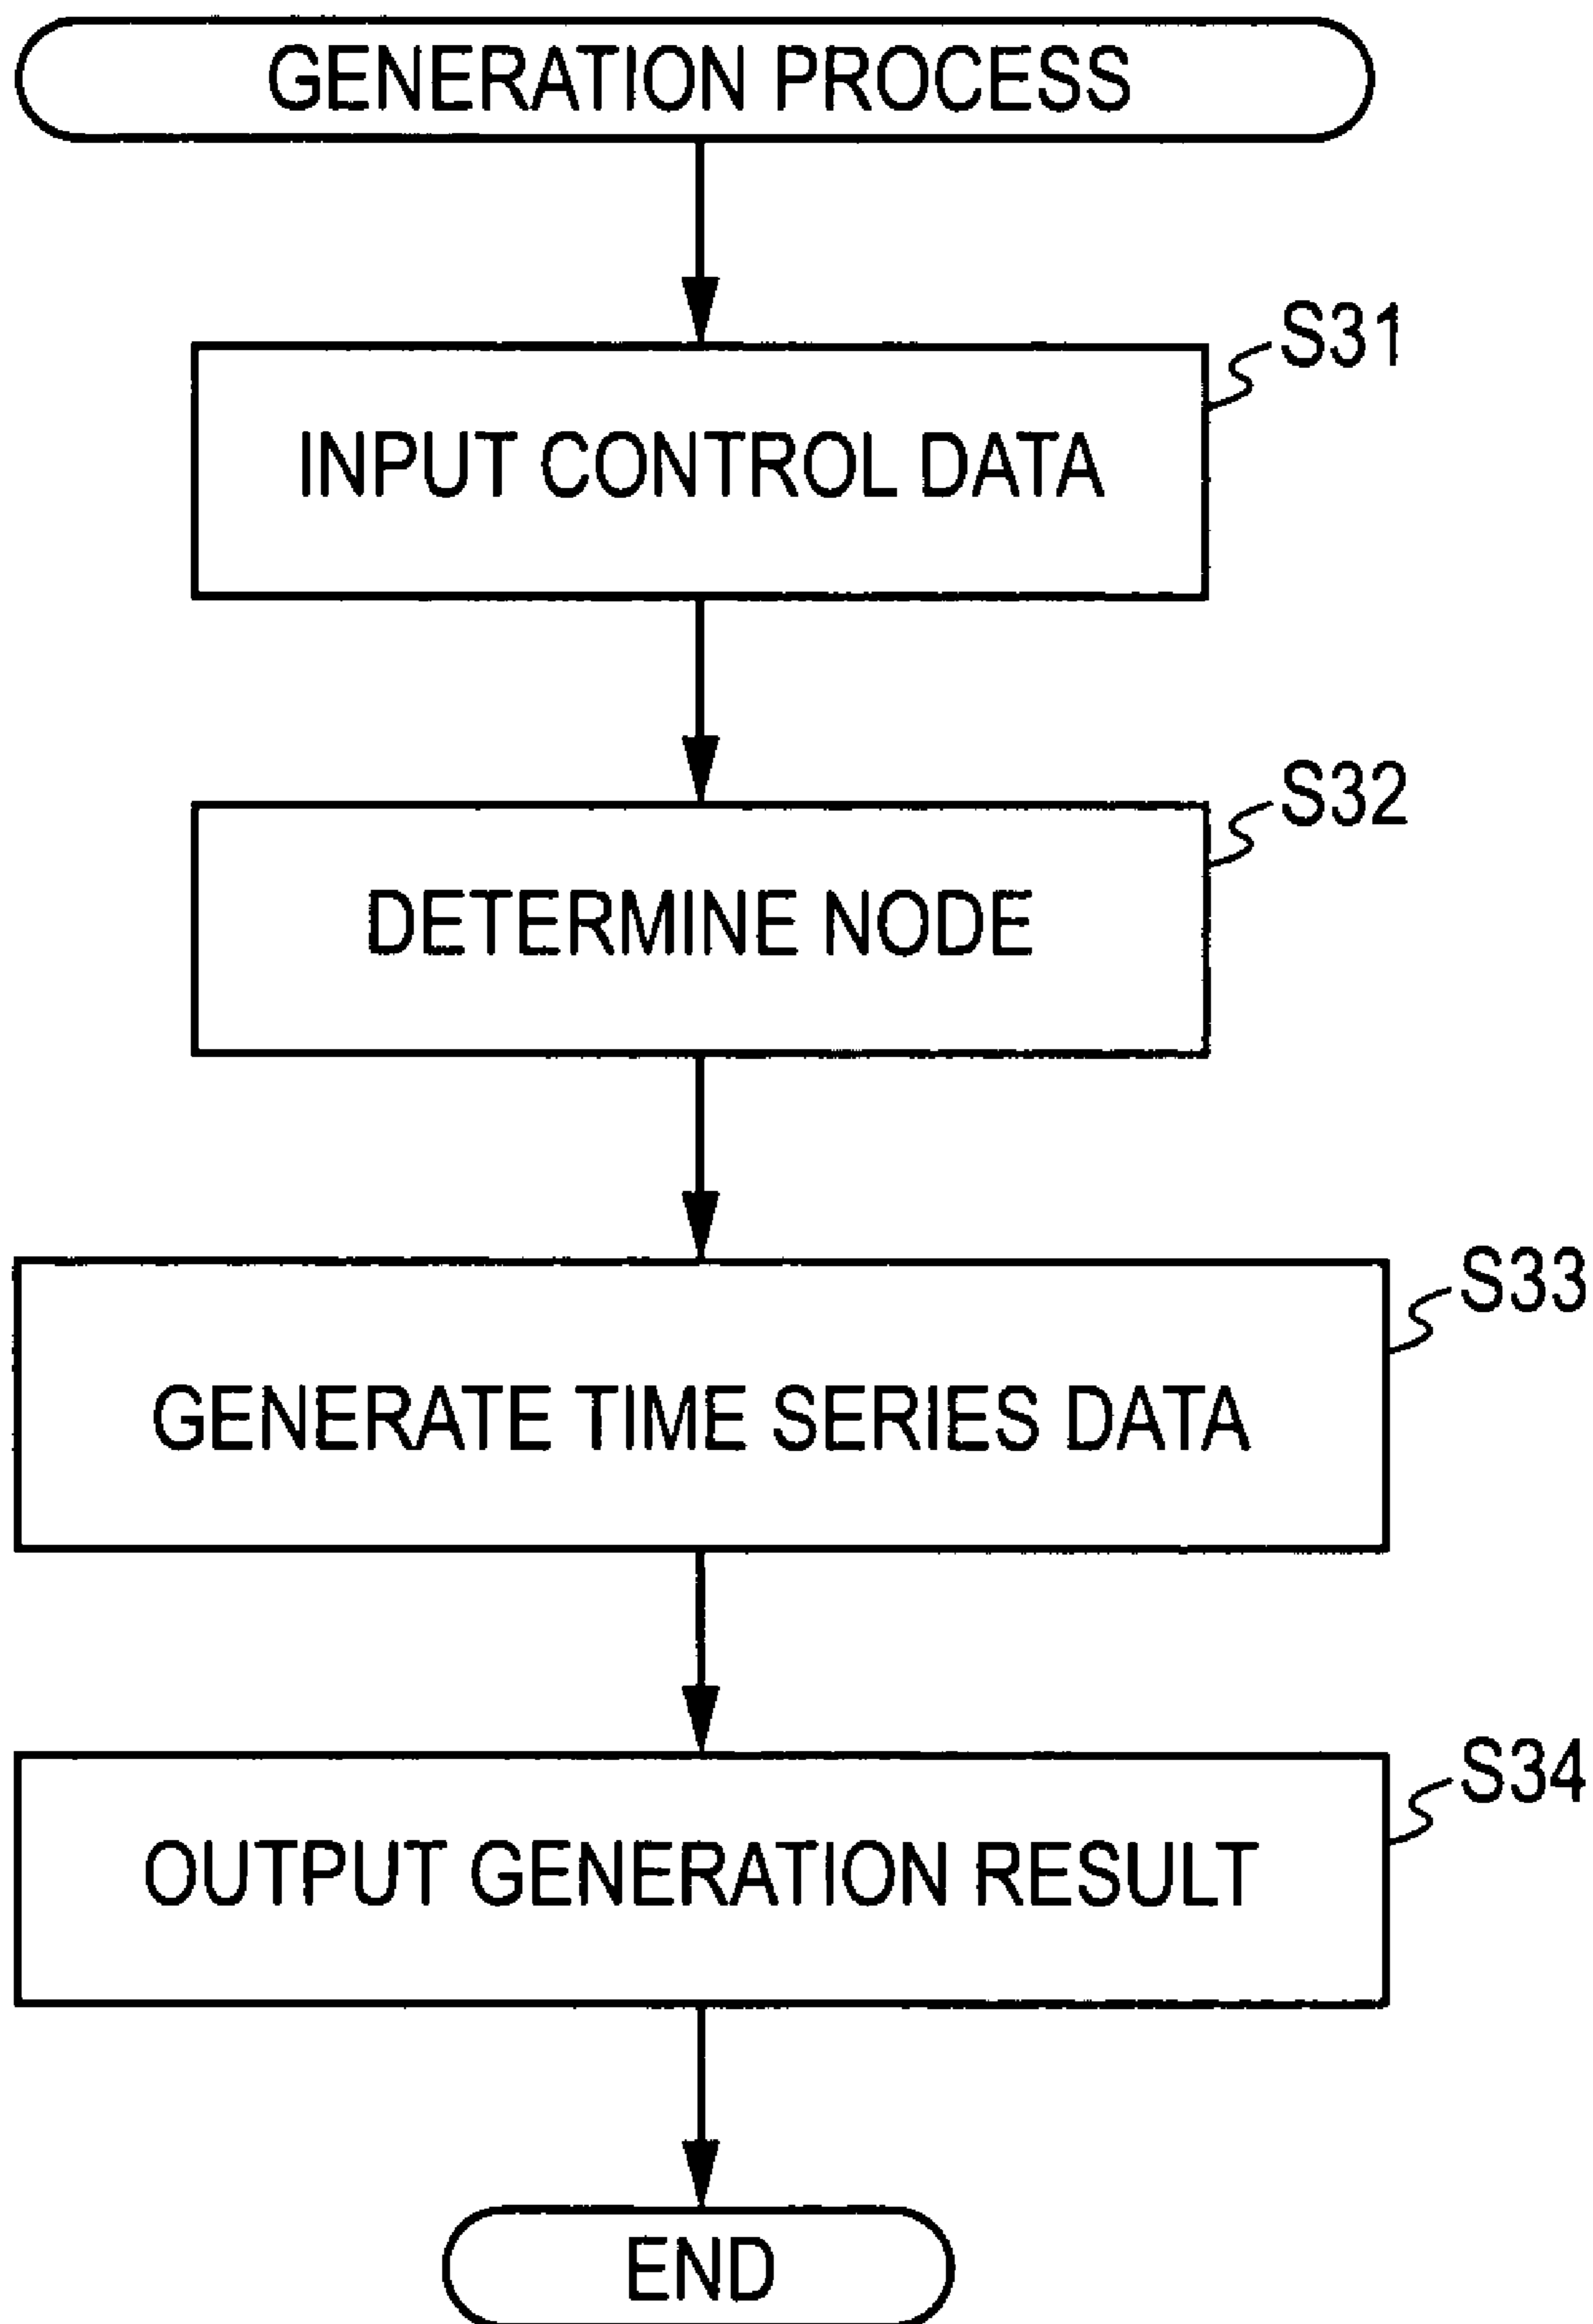 GENERATION PROCESS
S31
INPUT CONTROL DATA
S32
DETERMINE NODE
S33
GENERATE TIME SERIES DATA
S34
OUTPUT GENERATION RESULT
END